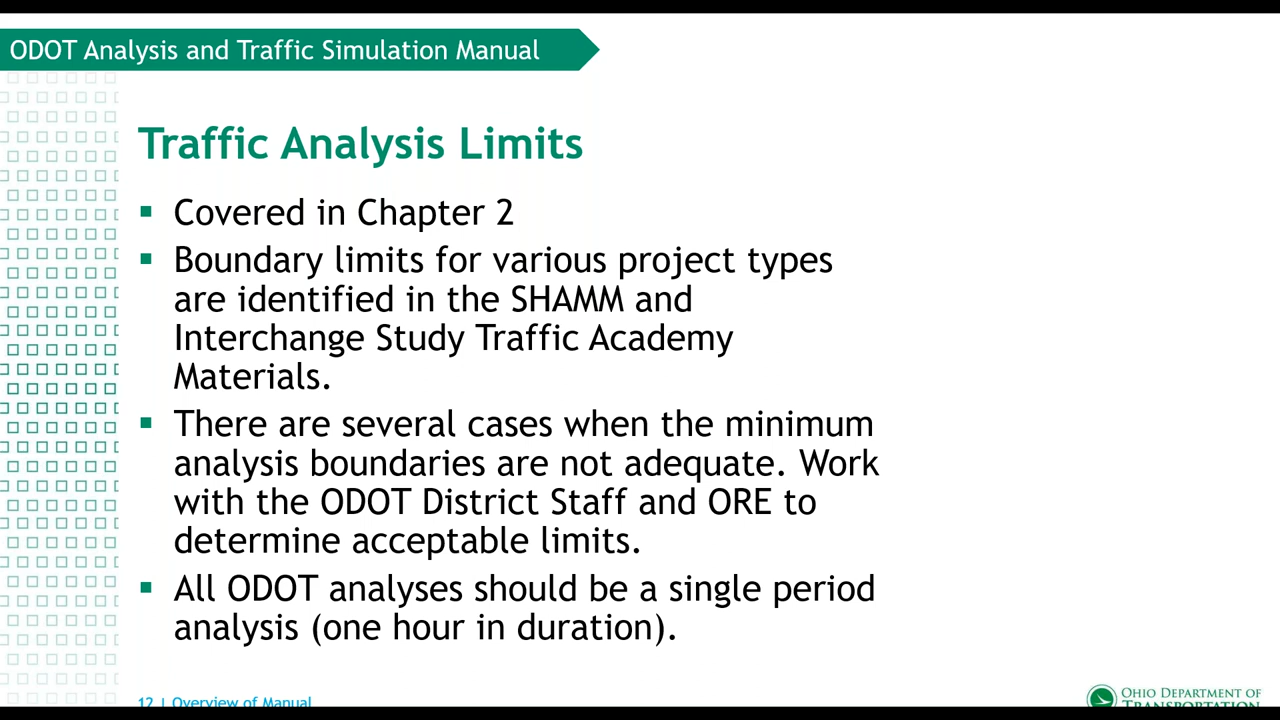 ODOT Analysis and Traffic Simulation Manual
Traffic Analysis Limits
▪ Covered in Chapter 2
▪ Boundary limits for various project types
are identified in the SHAMM and
Interchange Study Traffic Academy
Materials.
▪ There are several cases when the minimum
analysis boundaries are not adequate. Work
with the ODOT District Staff and ORE to
determine acceptable limits.
▪ All ODOT analyses should be a single period
analysis (one hour in duration).
12 | Overview of Manual
OHIO DEPARTMENT OF
TRANSPORTATION